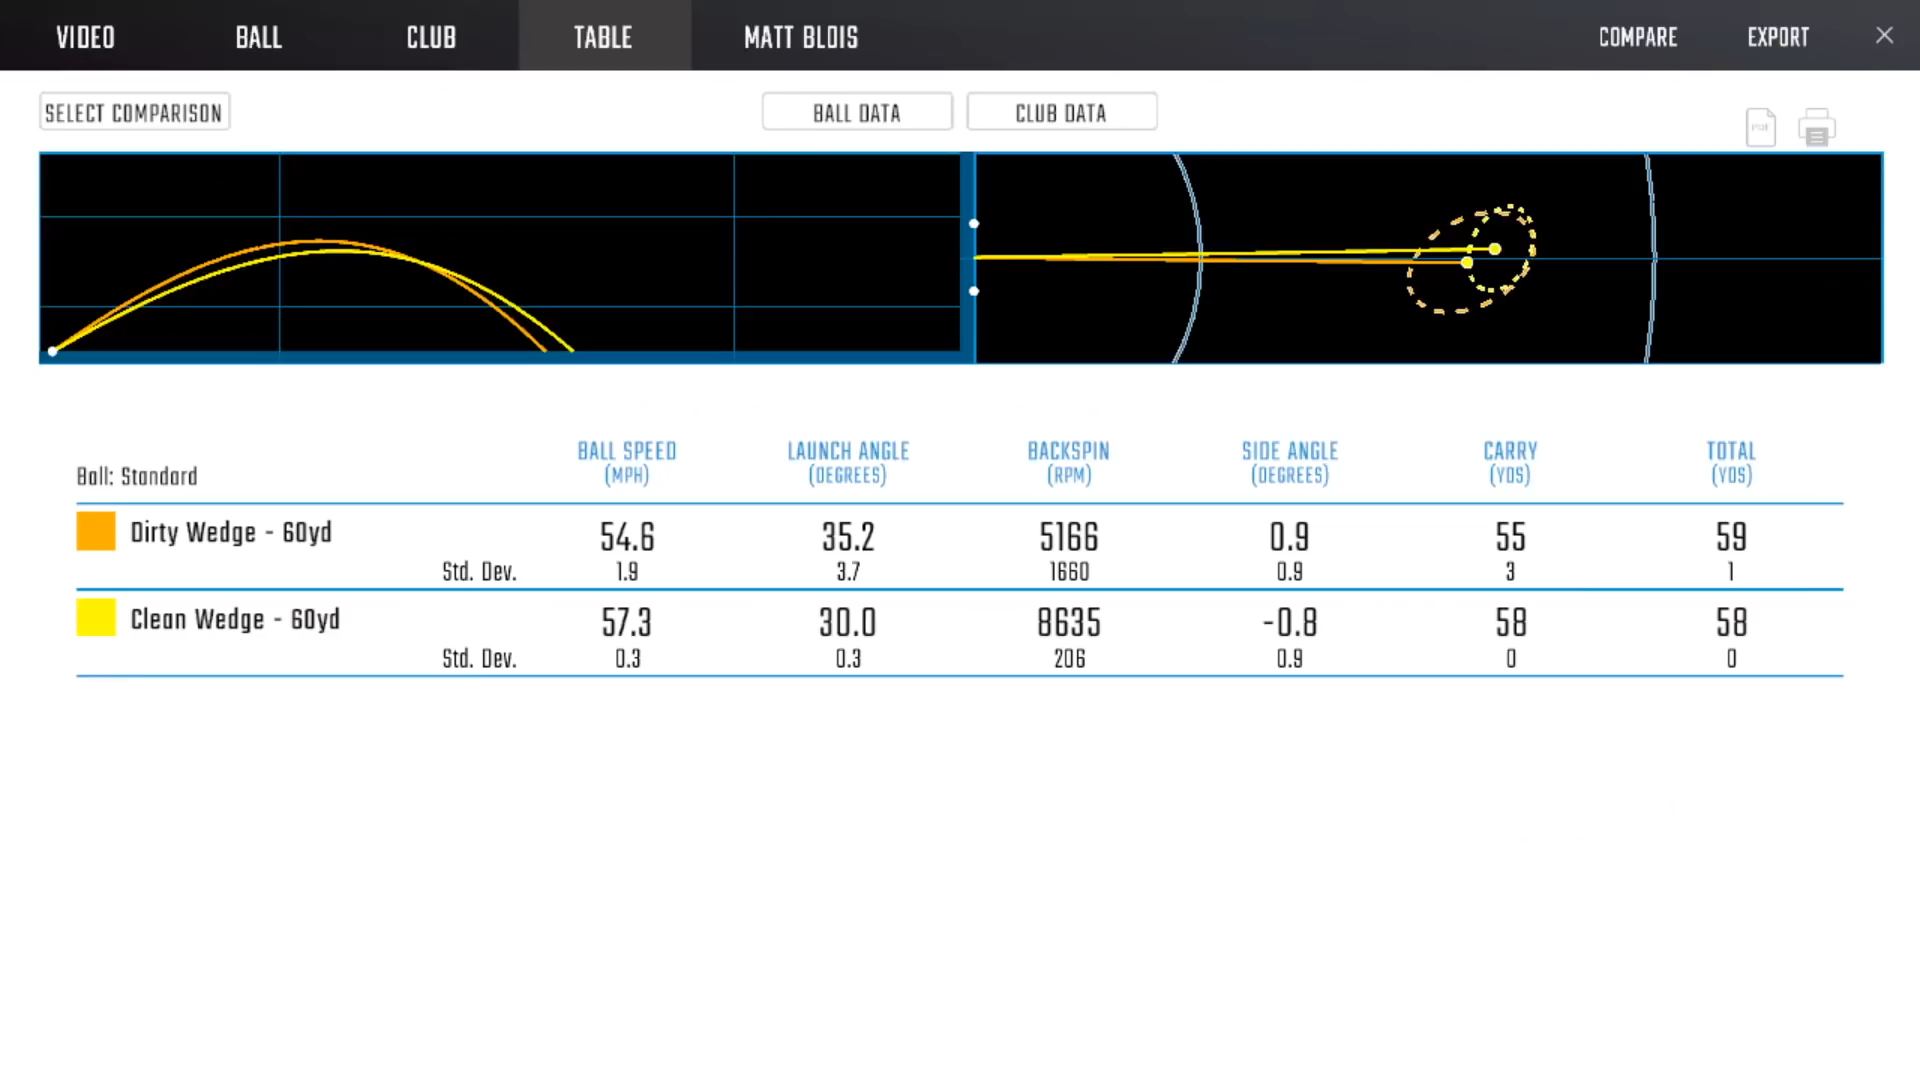 VIDEO BALL CLUB TABLE MATT BLOIS COMPARE EXPORT
SELECT COMPARISON BALL DATA CLUB DATA
PDF
BALL SPEED LAUNCH ANGLE BACKSPIN SIDE ANGLE CARRY TOTAL
Ball: Standard (MPH) (DEGREES) (RPM) (DEGREES) (YDS) (YDS)
Dirty Wedge - 60yd 54.6 35.2 5166 0.9 55 59
Std. Dev. 1.9 3.7 1660 0.9 3 1
Clean Wedge - 60yd 57.3 30.0 8635 -0.8 58 58
Std. Dev. 0.3 0.3 206 0.9 0 0